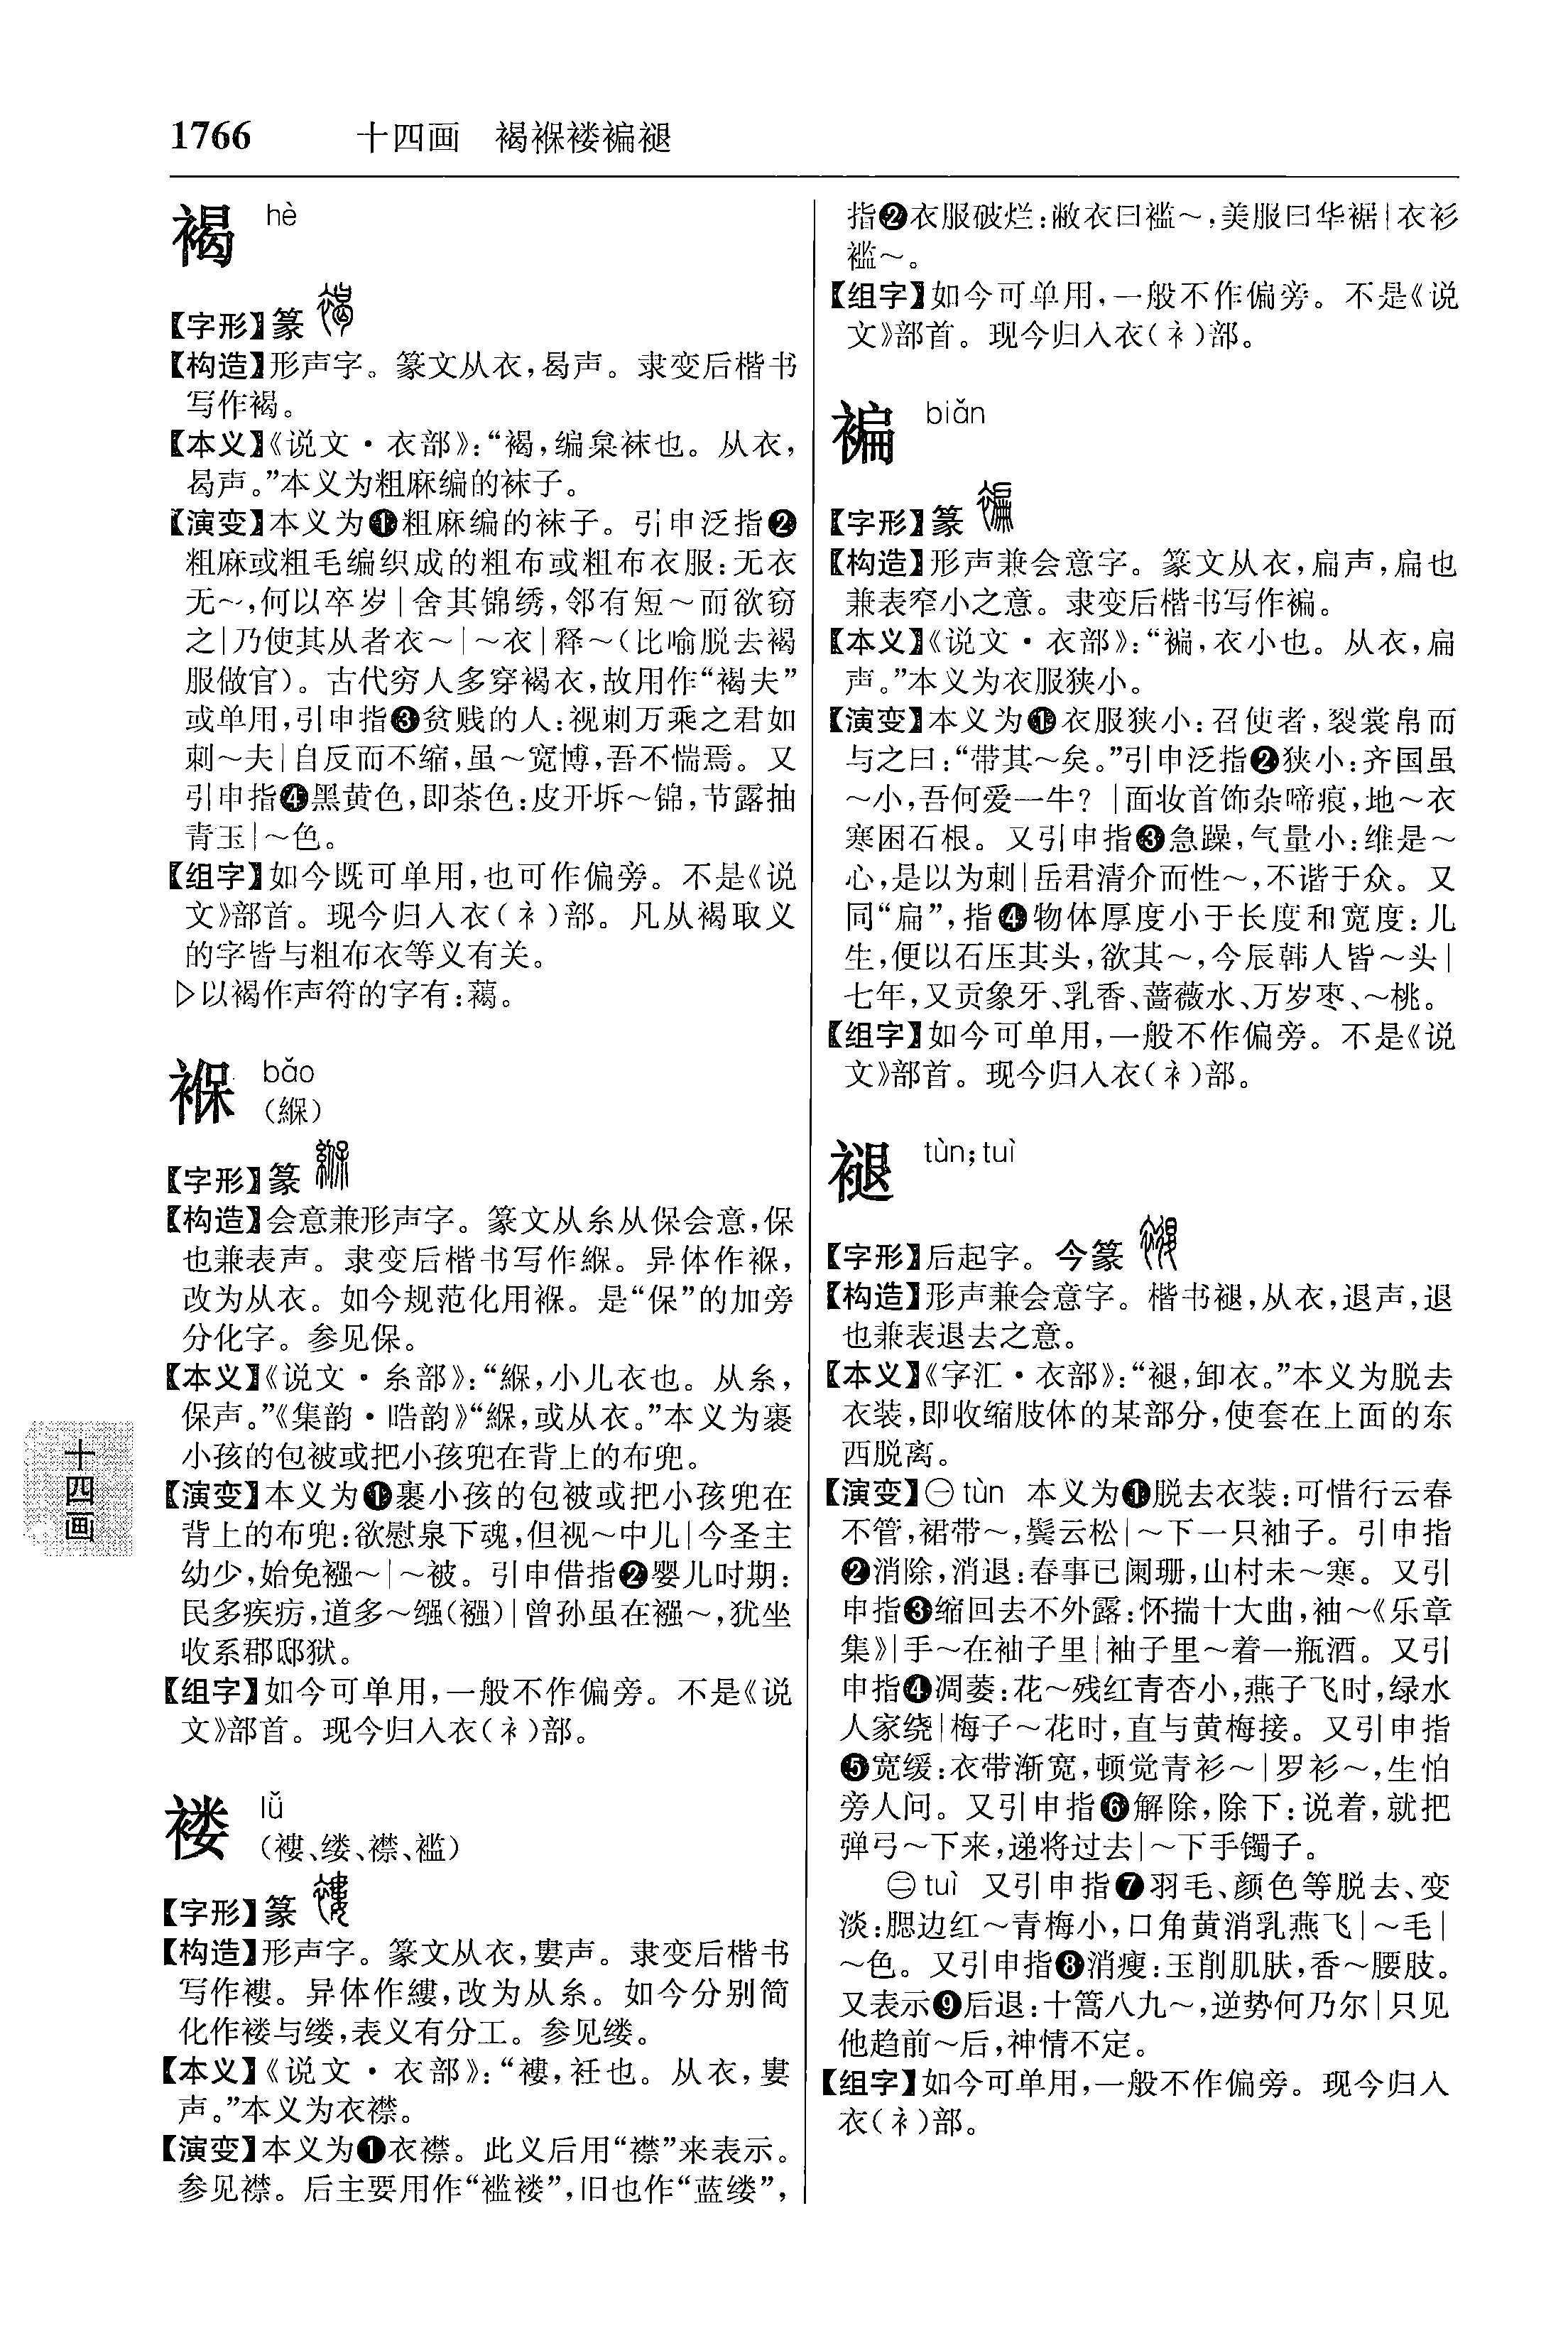 1766 十四画 褐褓褛褊褪
褐 hè
【字形】篆
【构造】形声字。篆文从衣,曷声。隶变后楷书
写作褐。
【本义】《说文·衣部》:“褐,编枲袜也。从衣,
曷声。”本义为粗麻编的袜子。
【演变】本义为❶粗麻编的袜子。引申泛指❷
粗麻或粗毛编织成的粗布或粗布衣服:无衣
无～,何以卒岁|舍其锦绣,邻有短～而欲窃
之|乃使其从者衣～|～衣|释～(比喻脱去褐
服做官)。古代穷人多穿褐衣,故用作“褐夫”
或单用,引申指❸贫贱的人:视刺万乘之君如
刺～夫|自反而不缩,虽～宽博,吾不惴焉。又
引申指❹黑黄色,即茶色:皮开坼～锦,节露抽
青玉|～色。
【组字】如今既可单用,也可作偏旁。不是《说
文》部首。现今归入衣(衤)部。凡从褐取义
的字皆与粗布衣等义有关。
▷以褐作声符的字有:蔼。
褓 bǎo
(緥)
【字形】篆
【构造】会意兼形声字。篆文从糸从保会意,保
也兼表声。隶变后楷书写作緥。异体作褓,
改为从衣。如今规范化用褓。是“保”的加旁
分化字。参见保。
【本义】《说文·糸部》:“緥,小儿衣也。从糸,
保声。”《集韵·晧韵》“緥,或从衣。”本义为裹
小孩的包被或把小孩兜在背上的布兜。
【演变】本义为❶裹小孩的包被或把小孩兜在
背上的布兜:欲慰泉下魂,但视～中儿|今圣主
幼少,始免襁～|～被。引申借指❷婴儿时期:
民多疾疠,道多～繦(襁)|曾孙虽在襁～,犹坐
收系郡邸狱。
【组字】如今可单用,一般不作偏旁。不是《说
文》部首。现今归入衣(衤)部。
褛 lǚ
(褸、缕、襟、褴)
【字形】篆
【构造】形声字。篆文从衣,婁声。隶变后楷书
写作褸。异体作縷,改为从糸。如今分别简
化作褛与缕,表义有分工。参见缕。
【本义】《说文·衣部》:“褸,衽也。从衣,婁
声。”本义为衣襟。
【演变】本义为❶衣襟。此义后用“襟”来表示。
参见襟。后主要用作“褴褛”,旧也作“蓝缕”,
指❷衣服破烂:敝衣曰褴～,美服曰华裾|衣衫
褴～。
【组字】如今可单用,一般不作偏旁。不是《说
文》部首。现今归入衣(衤)部。
褊 biǎn
【字形】篆
【构造】形声兼会意字。篆文从衣,扁声,扁也
兼表窄小之意。隶变后楷书写作褊。
【本义】《说文·衣部》:“褊,衣小也。从衣,扁
声。”本义为衣服狭小。
【演变】本义为❶衣服狭小:召使者,裂裳帛而
与之曰:“带其～矣。”引申泛指❷狭小:齐国虽
～小,吾何爱一牛?|面妆首饰杂啼痕,地～衣
寒困石根。又引申指❸急躁,气量小:维是～
心,是以为刺|岳君清介而性～,不谐于众。又
同“扁”,指❹物体厚度小于长度和宽度:儿
生,便以石压其头,欲其～,今辰韩人皆～头|
七年,又贡象牙、乳香、蔷薇水、万岁枣、～桃。
【组字】如今可单用,一般不作偏旁。不是《说
文》部首。现今归入衣(衤)部。
褪 tùn;tuì
【字形】后起字。今篆
【构造】形声兼会意字。楷书褪,从衣,退声,退
也兼表退去之意。
【本义】《字汇·衣部》:“褪,卸衣。”本义为脱去
衣装,即收缩肢体的某部分,使套在上面的东
西脱离。
【演变】㊀tùn 本义为❶脱去衣装:可惜行云春
不管,裙带～,鬓云松|～下一只袖子。引申指
❷消除,消退:春事已阑珊,山村未～寒。又引
申指❸缩回去不外露:怀揣十大曲,袖～《乐章
集》|手～在袖子里|袖子里～着一瓶酒。又引
申指❹凋萎:花～残红青杏小,燕子飞时,绿水
人家绕|梅子～花时,直与黄梅接。又引申指
❺宽缓:衣带渐宽,顿觉青衫～|罗衫～,生怕
旁人问。又引申指❻解除,除下:说着,就把
弹弓～下来,递将过去|～下手镯子。
㊁tuì 又引申指❼羽毛、颜色等脱去、变
淡:腮边红～青梅小,口角黄消乳燕飞|～毛|
～色。又引申指❽消瘦:玉削肌肤,香～腰肢。
又表示❾后退:十篙八九～,逆势何乃尔|只见
他趋前～后,神情不定。
【组字】如今可单用,一般不作偏旁。现今归入
衣(衤)部。
十四画